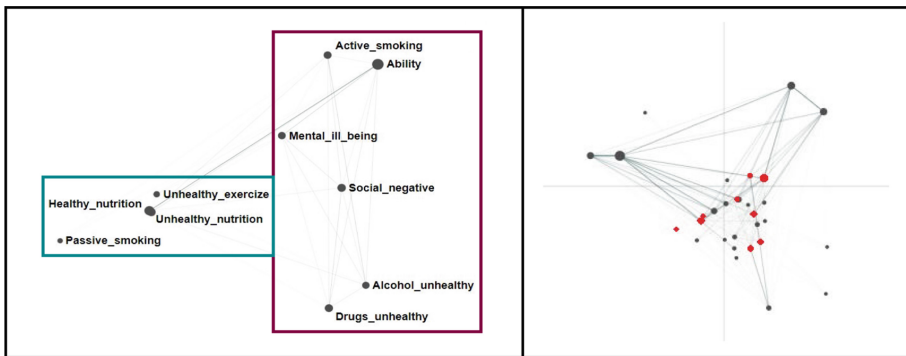 Active_smoking
Ability
Mental_ill_being
Social_negative
Unhealthy_exercize
Healthy_nutrition
Unhealthy_nutrition
Passive_smoking
Alcohol_unhealthy
Drugs_unhealthy